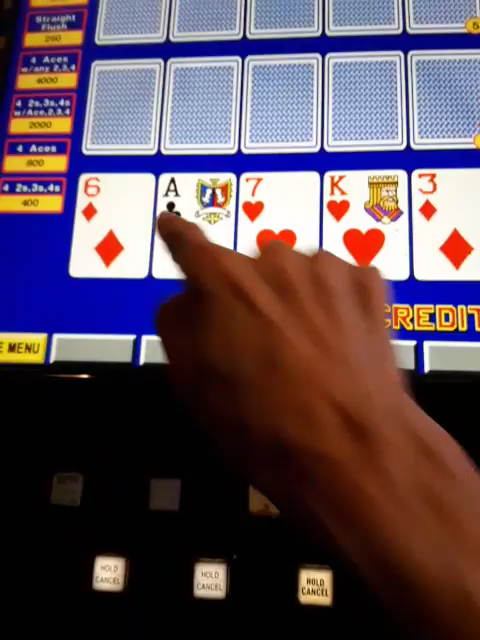 Straight
Flush
250
4 Aces
w/any 2,3,4
4000
4 2s,3s,4s
w/Ace,2,3,4
2000
4 Aces
800
4 2s,3s,4s
400
5
6
A
7
K
3
CREDIT
E MENU
HOLD
CANCEL
HOLD
CANCEL
HOLD
CANCEL